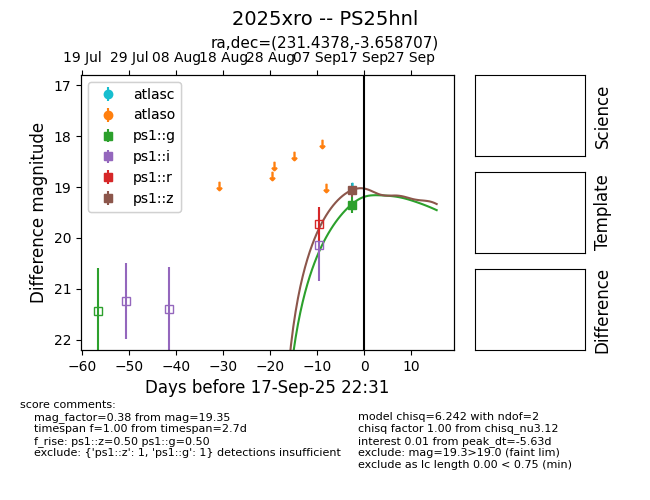 2025xro -- PS25hnl
ra,dec=(231.4378,-3.658707)
19 Jul 29 Jul 08 Aug 18 Aug 28 Aug 07 Sep 17 Sep 27 Sep
17
18
19
20
21
22
Difference magnitude
atlasc
atlaso
ps1::g
ps1::i
ps1::r
ps1::z
−60 −50 −40 −30 −20 −10 0 10
Days before 17-Sep-25 22:31
Science
Template
Difference
score comments:
mag_factor=0.38 from mag=19.35
timespan f=1.00 from timespan=2.7d
f_rise: ps1::z=0.50 ps1::g=0.50
exclude: {'ps1::z': 1, 'ps1::g': 1} detections insufficient
model chisq=6.242 with ndof=2
chisq factor 1.00 from chisq_nu3.12
interest 0.01 from peak_dt=-5.63d
exclude: mag=19.3>19.0 (faint lim)
exclude as lc length 0.00 < 0.75 (min)